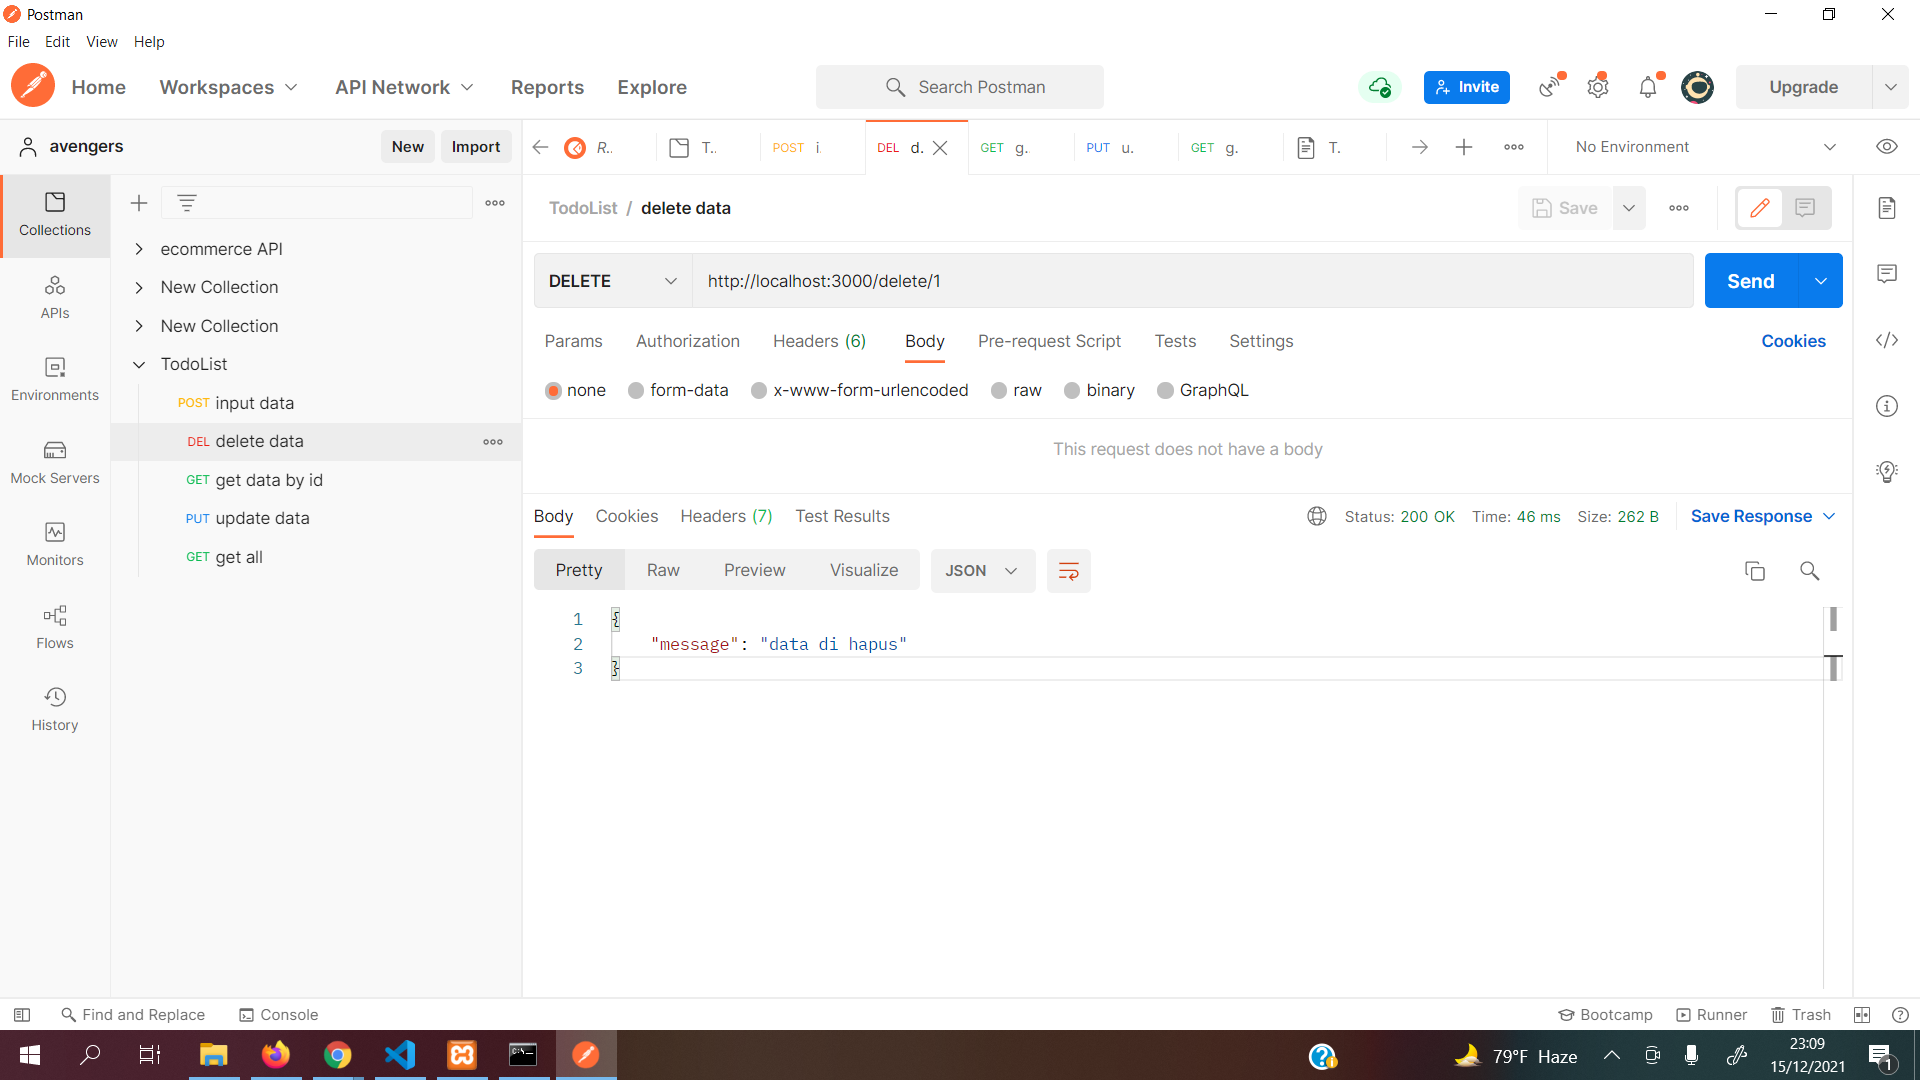 Postman
File Edit View Help
Home Workspaces API Network Reports Explore Search Postman Invite Upgrade
avengers New Import R.. T.. POST i DEL d. GET g. PUT u. GET g. T. No Environment
Collections
APIs
Environments
Mock Servers
Monitors
Flows
History
ecommerce API
New Collection
New Collection
TodoList
POST input data
DEL delete data
GET get data by id
PUT update data
GET get all
TodoList / delete data Save
DELETE http://localhost:3000/delete/1 Send
Params Authorization Headers (6) Body Pre-request Script Tests Settings Cookies
none form-data x-www-form-urlencoded raw binary GraphQL
This request does not have a body
Body Cookies Headers (7) Test Results Status: 200 OK Time: 46 ms Size: 262 B Save Response
Pretty Raw Preview Visualize JSON
1 {
2 "message": "data di hapus"
3 }
Find and Replace Console Bootcamp Runner Trash
79°F Haze 23:09
15/12/2021 1